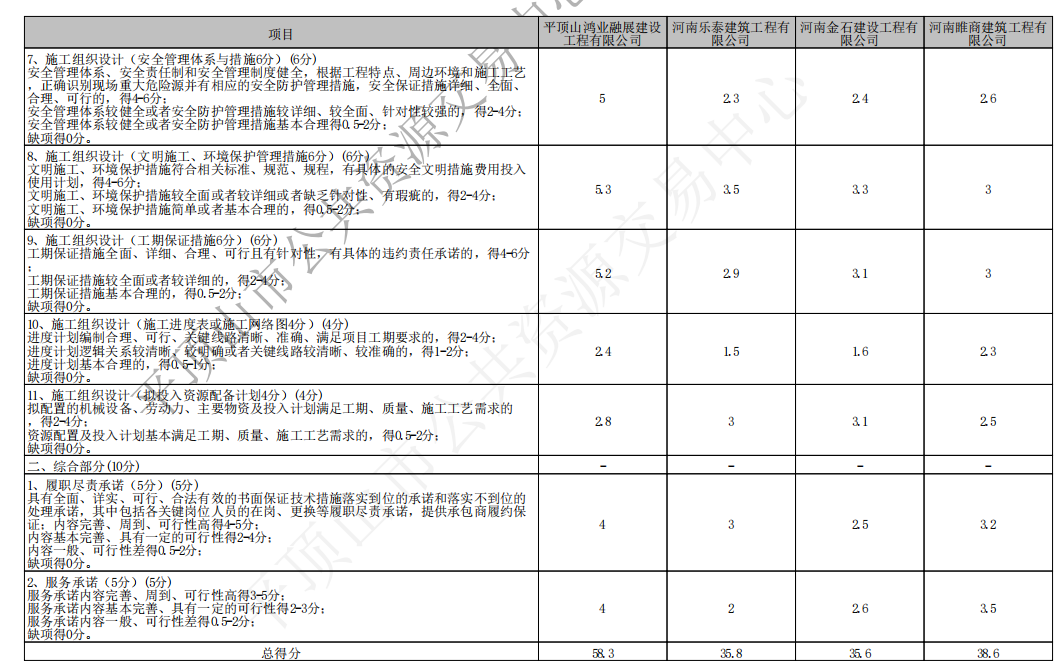 项目
平顶山鸿业融展建设工程有限公司
河南乐泰建筑工程有限公司
河南金石建设工程有限公司
河南睢商建筑工程有限公司
7、施工组织设计（安全管理体系与措施6分）(6分)
安全管理体系、安全责任制和安全管理制度健全，根据工程特点、周边环境和施工工艺
，正确识别现场重大危险源并有相应的安全防护管理措施，安全保证措施详细、全面、
合理、可行的，得4-6分；
安全管理体系较健全或者安全防护管理措施较详细、较全面、针对性较强的，得2-4分；
安全管理体系较健全或者安全防护管理措施基本合理得0.5-2分；
缺项得0分。
5
2.3
2.4
2.6
8、施工组织设计（文明施工、环境保护管理措施6分）(6分)
文明施工、环境保护措施符合相关标准、规范、规程，有具体的安全文明措施费用投入
使用计划，得4-6分；
文明施工、环境保护措施较全面或者较详细或者缺乏针对性、有瑕疵的，得2-4分；
文明施工、环境保护措施简单或者基本合理的，得0.5-2分；
缺项得0分。
5.3
3.5
3.3
3
9、施工组织设计（工期保证措施6分）(6分)
工期保证措施全面、详细、合理、可行且有针对性，有具体的违约责任承诺的，得4-6分
；
工期保证措施较全面或者较详细的，得2-4分；
工期保证措施基本合理的，得0.5-2分；
缺项得0分。
5.2
2.9
3.1
3
10、施工组织设计（施工进度表或施工网络图4分）(4分)
进度计划编制合理、可行、关键线路清晰、准确、满足项目工期要求的，得2-4分；
进度计划逻辑关系较清晰、较明确或者关键线路较清晰、较准确的，得1-2分；
进度计划基本合理的，得0.5-1分；
缺项得0分。
2.4
1.5
1.6
2.3
11、施工组织设计（拟投入资源配备计划4分）(4分)
拟配置的机械设备、劳动力、主要物资及投入计划满足工期、质量、施工工艺需求的
，得2-4分；
资源配置及投入计划基本满足工期、质量、施工工艺需求的，得0.5-2分；
缺项得0分。
2.8
3
3.1
2.5
二、综合部分(10分)
-
-
-
-
1、履职尽责承诺（5分）(5分)
具有全面、详实、可行、合法有效的书面保证技术措施落实到位的承诺和落实不到位的
处理承诺，其中包括各关键岗位人员的在岗、更换等履职尽责承诺，提供承包商履约保
证；内容完善、周到、可行性高得4-5分；
内容基本完善、具有一定的可行性得2-4分；
内容一般、可行性差得0.5-2分；
缺项得0分。
4
3
2.5
3.2
2、服务承诺（5分）(5分)
服务承诺内容完善、周到、可行性高得3-5分；
服务承诺内容基本完善、具有一定的可行性得2-3分；
服务承诺内容一般、可行性差得0.5-2分；
缺项得0分。
4
2
2.6
3.5
总得分
58.3
35.8
35.6
38.6
平顶山市公共资源交易中心
平顶山市公共资源交易中心